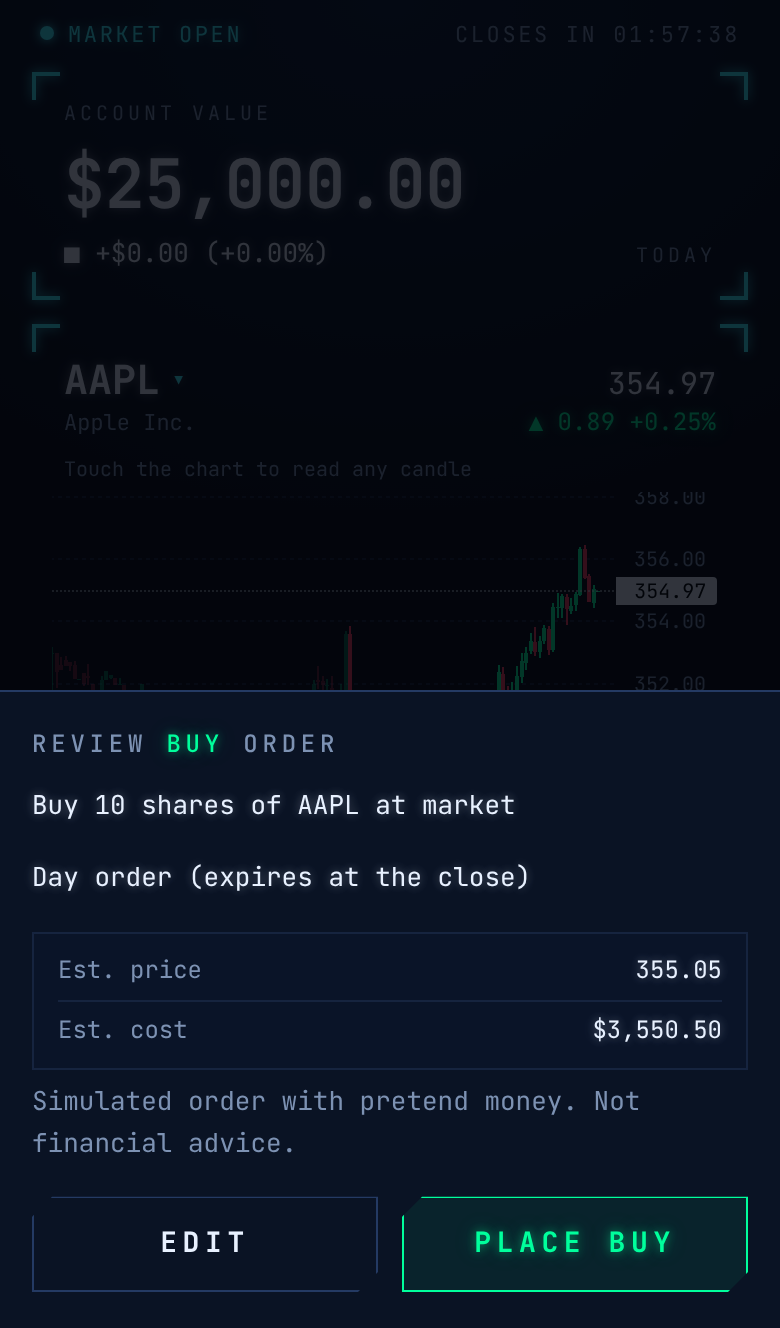 MARKET OPEN CLOSES IN 01:57:38
ACCOUNT VALUE
$25,000.00
+$0.00 (+0.00%) TODAY
AAPL ▾ 354.97
Apple Inc. ▲ 0.89 +0.25%
Touch the chart to read any candle
358.00
356.00
354.97
354.00
352.00
REVIEW BUY ORDER
Buy 10 shares of AAPL at market
Day order (expires at the close)
Est. price 355.05
Est. cost $3,550.50
Simulated order with pretend money. Not
financial advice.
EDIT PLACE BUY